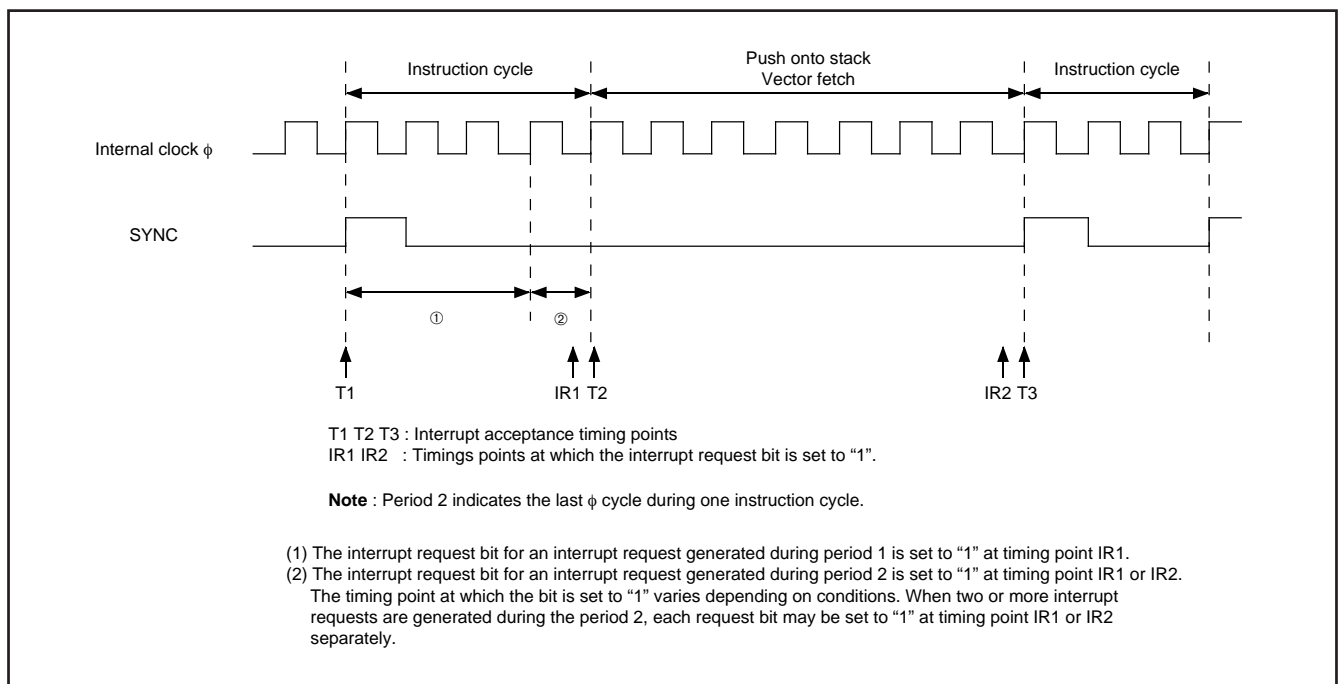 Instruction cycle
Push onto stack
Vector fetch
Instruction cycle
Internal clock ϕ
SYNC
①
②
T1
IR1 T2
IR2 T3
T1 T2 T3 : Interrupt acceptance timing points
IR1 IR2 : Timings points at which the interrupt request bit is set to “1”.
Note : Period 2 indicates the last ϕ cycle during one instruction cycle.
(1) The interrupt request bit for an interrupt request generated during period 1 is set to “1” at timing point IR1.
(2) The interrupt request bit for an interrupt request generated during period 2 is set to “1” at timing point IR1 or IR2.
The timing point at which the bit is set to “1” varies depending on conditions. When two or more interrupt
requests are generated during the period 2, each request bit may be set to “1” at timing point IR1 or IR2
separately.